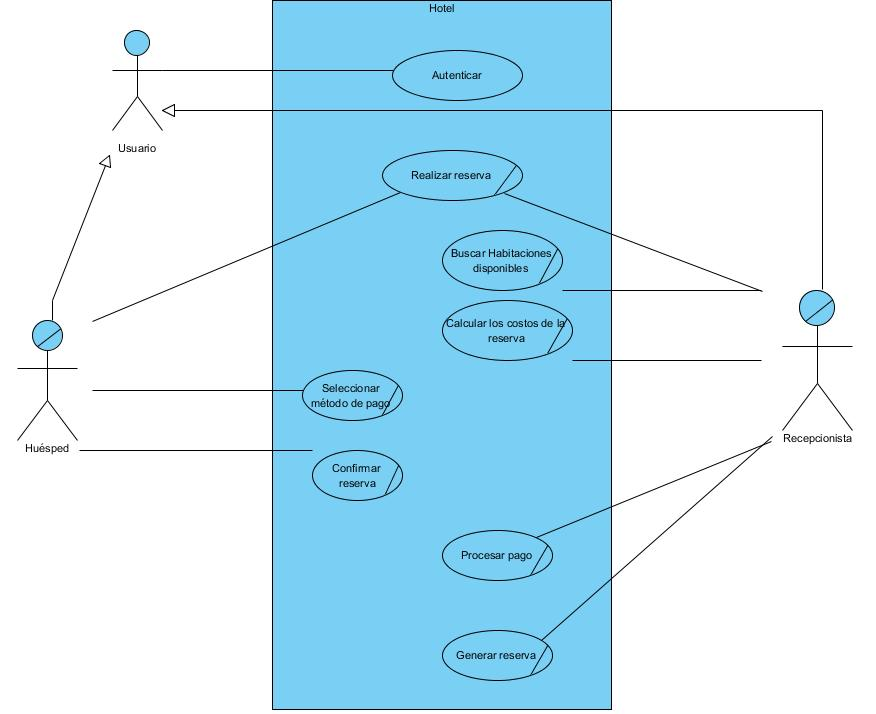 Hotel
Autenticar
Usuario
Realizar reserva
Buscar Habitaciones
disponibles
Calcular los costos de la
reserva
Seleccionar
método de pago
Huésped
Recepcionista
Confirmar
reserva
Procesar pago
Generar reserva